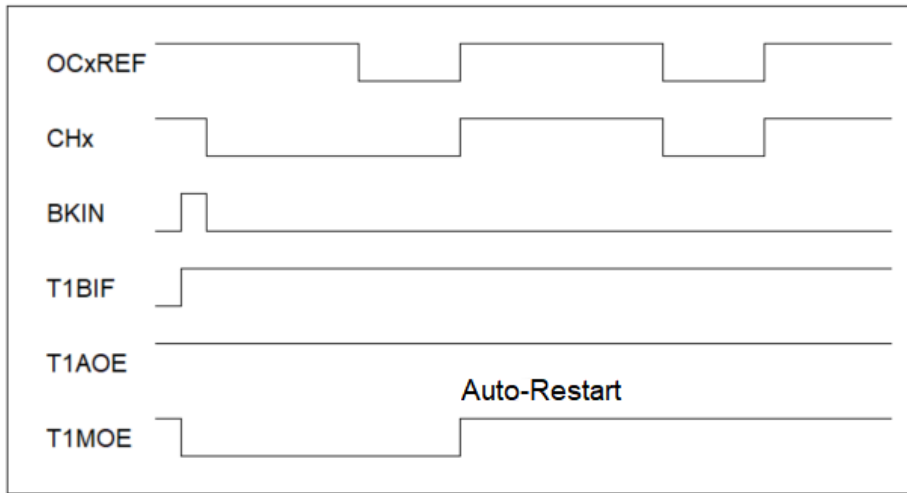 OCxREF
CHx
BKIN
T1BIF
T1AOE
Auto-Restart
T1MOE